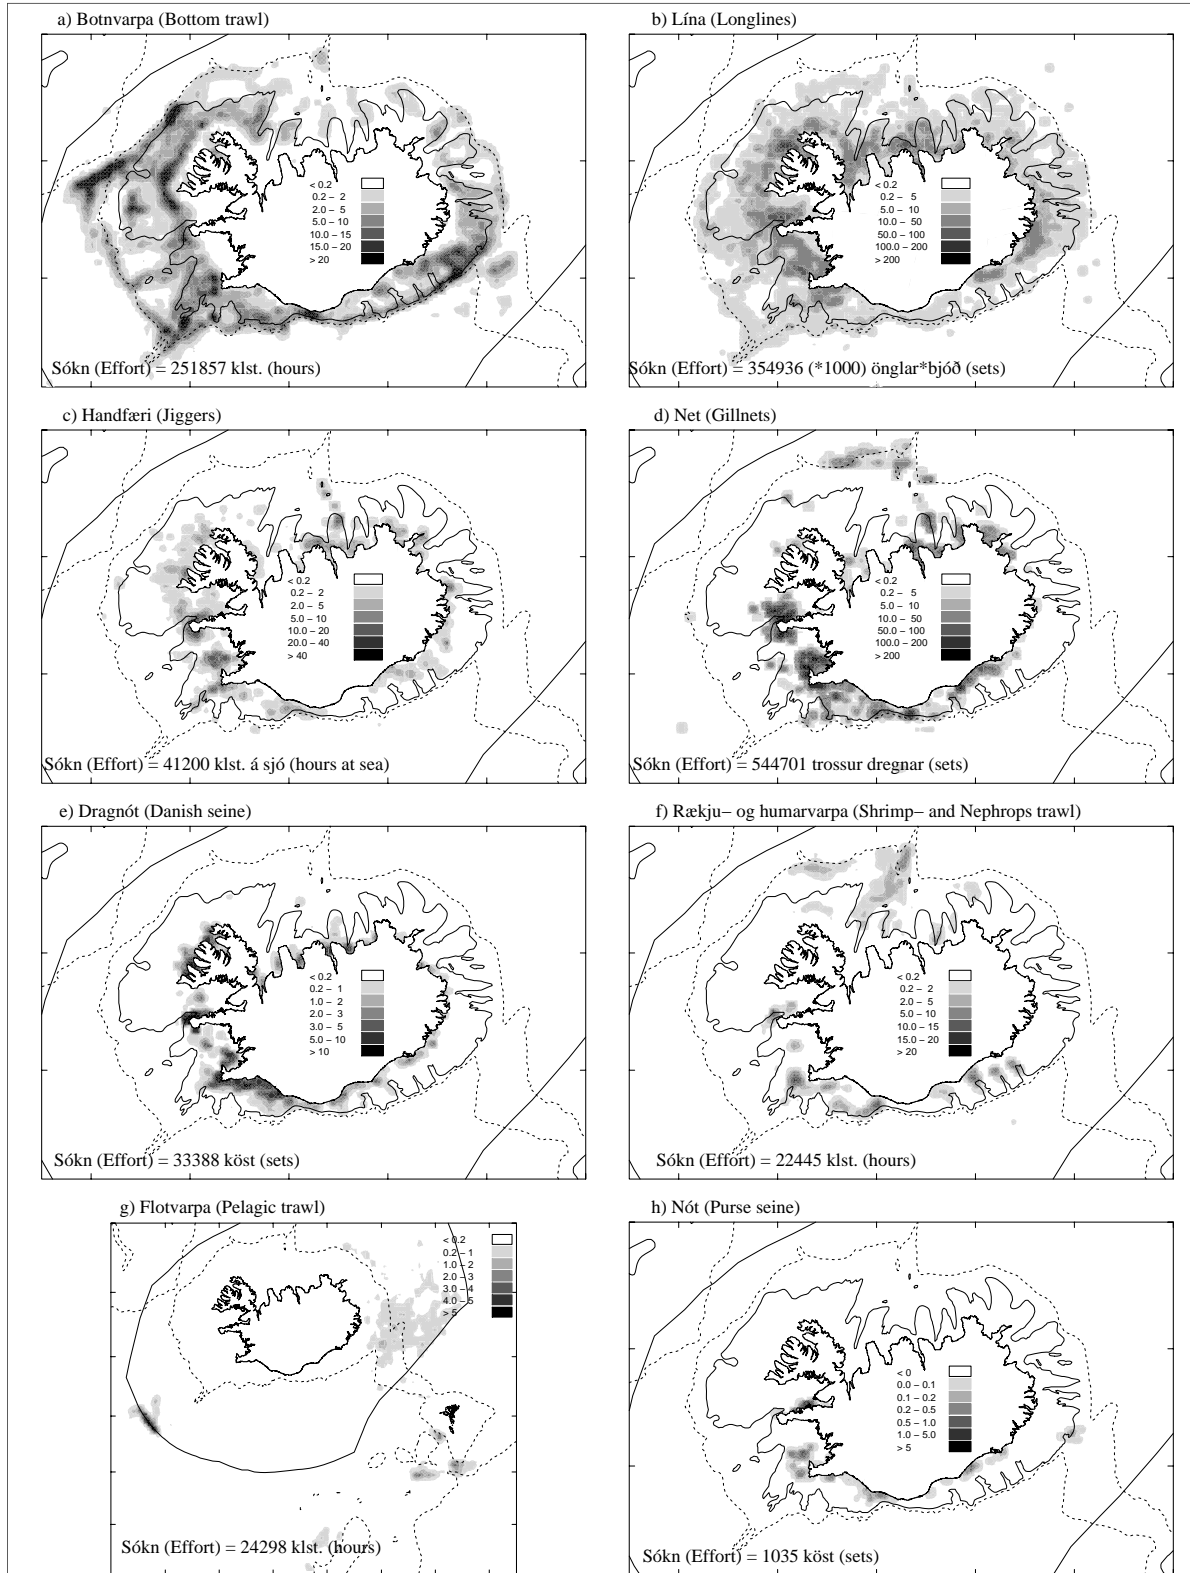 a) Botnvarpa (Bottom trawl)
< 0.2
0.2 – 2
2.0 – 5
5.0 – 10
10.0 – 15
15.0 – 20
> 20
Sókn (Effort) = 251857 klst. (hours)
b) Lína (Longlines)
< 0.2
0.2 – 5
5.0 – 10
10.0 – 50
50.0 – 100
100.0 – 200
> 200
Sókn (Effort) = 354936 (*1000) önglar*bjóð (sets)
c) Handfæri (Jiggers)
< 0.2
0.2 – 2
2.0 – 5
5.0 – 10
10.0 – 20
20.0 – 40
> 40
Sókn (Effort) = 41200 klst. á sjó (hours at sea)
d) Net (Gillnets)
< 0.2
0.2 – 5
5.0 – 10
10.0 – 50
50.0 – 100
100.0 – 200
> 200
Sókn (Effort) = 544701 trossur dregnar (sets)
e) Dragnót (Danish seine)
< 0.2
0.2 – 1
1.0 – 2
2.0 – 3
3.0 – 5
5.0 – 10
> 10
Sókn (Effort) = 33388 köst (sets)
f) Rækju– og humarvarpa (Shrimp– and Nephrops trawl)
< 0.2
0.2 – 2
2.0 – 5
5.0 – 10
10.0 – 15
15.0 – 20
> 20
Sókn (Effort) = 22445 klst. (hours)
g) Flotvarpa (Pelagic trawl)
< 0.2
0.2 – 1
1.0 – 2
2.0 – 3
3.0 – 4
4.0 – 5
> 5
Sókn (Effort) = 24298 klst. (hours)
h) Nót (Purse seine)
< 0
0.0 – 0.1
0.1 – 0.2
0.2 – 0.5
0.5 – 1.0
1.0 – 5.0
> 5
Sókn (Effort) = 1035 köst (sets)